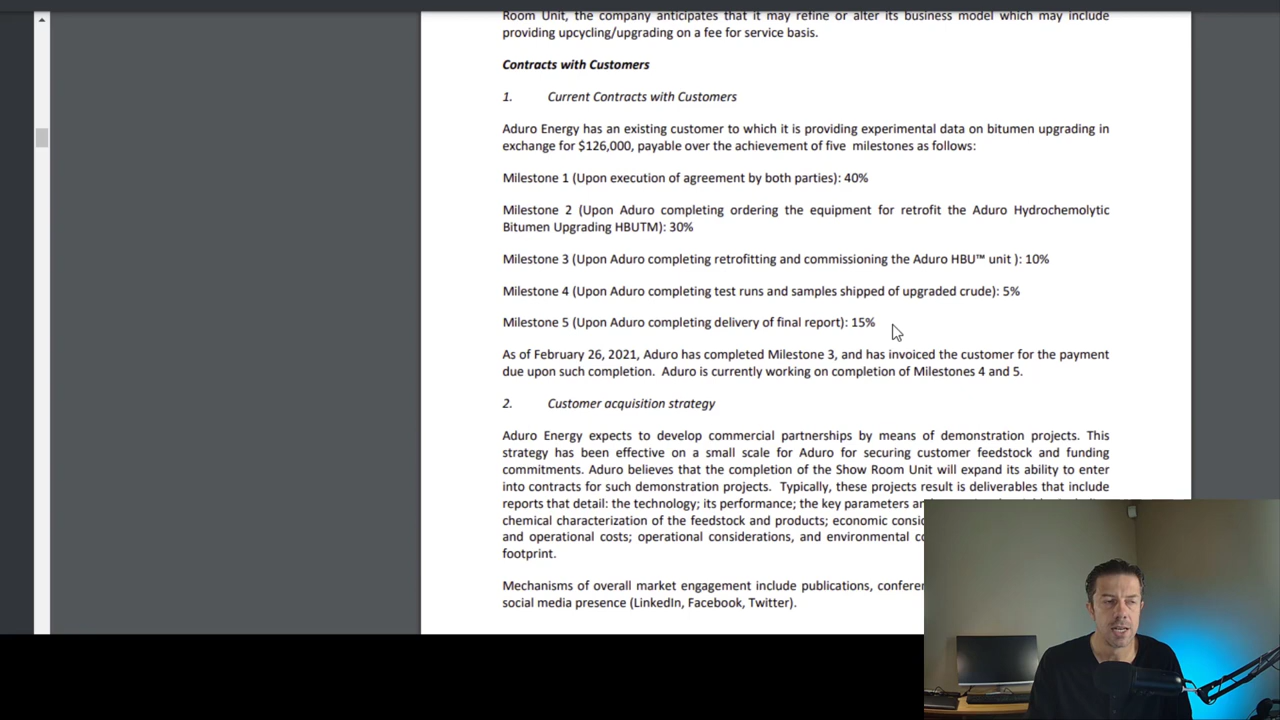 Room Unit, the company anticipates that it may refine or alter its business model which may include
providing upcycling/upgrading on a fee for service basis.
Contracts with Customers
1. Current Contracts with Customers
Aduro Energy has an existing customer to which it is providing experimental data on bitumen upgrading in
exchange for $126,000, payable over the achievement of five milestones as follows:
Milestone 1 (Upon execution of agreement by both parties): 40%
Milestone 2 (Upon Aduro completing ordering the equipment for retrofit the Aduro Hydrochemolytic
Bitumen Upgrading HBUTM): 30%
Milestone 3 (Upon Aduro completing retrofitting and commissioning the Aduro HBU™ unit ): 10%
Milestone 4 (Upon Aduro completing test runs and samples shipped of upgraded crude): 5%
Milestone 5 (Upon Aduro completing delivery of final report): 15%
As of February 26, 2021, Aduro has completed Milestone 3, and has invoiced the customer for the payment
due upon such completion. Aduro is currently working on completion of Milestones 4 and 5.
2. Customer acquisition strategy
Aduro Energy expects to develop commercial partnerships by means of demonstration projects. This
strategy has been effective on a small scale for Aduro for securing customer feedstock and funding
commitments. Aduro believes that the completion of the Show Room Unit will expand its ability to enter
into contracts for such demonstration projects. Typically, these projects result is deliverables that include
reports that detail: the technology; its performance; the key parameters
chemical characterization of the feedstock and products; economic
and operational costs; operational considerations, and environmental
footprint.
Mechanisms of overall market engagement include publications,
social media presence (LinkedIn, Facebook, Twitter).